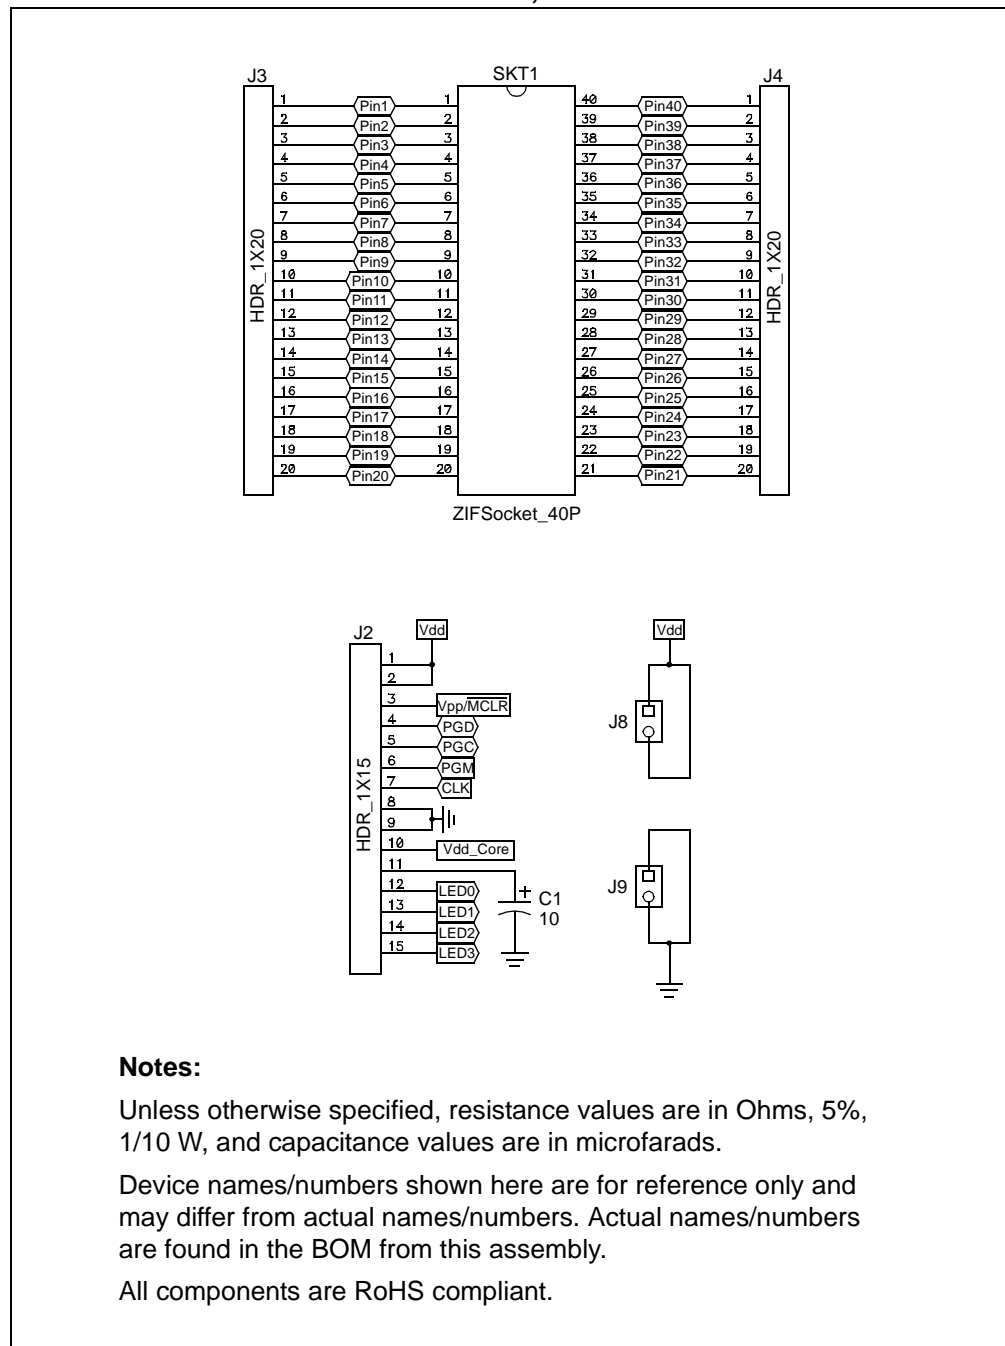 J3 SKT1 J4
1 Pin1 1 40 Pin40 1
2 Pin2 2 39 Pin39 2
3 Pin3 3 38 Pin38 3
4 Pin4 4 37 Pin37 4
5 Pin5 5 36 Pin36 5
6 Pin6 6 35 Pin35 6
7 Pin7 7 34 Pin34 7
8 Pin8 8 33 Pin33 8
9 Pin9 9 32 Pin32 9
10 Pin10 10 31 Pin31 10
11 Pin11 11 30 Pin30 11
12 Pin12 12 29 Pin29 12
13 Pin13 13 28 Pin28 13
14 Pin14 14 27 Pin27 14
15 Pin15 15 26 Pin26 15
16 Pin16 16 25 Pin25 16
17 Pin17 17 24 Pin24 17
18 Pin18 18 23 Pin23 18
19 Pin19 19 22 Pin22 19
20 Pin20 20 21 Pin21 20
HDR_1X20
HDR_1X20
ZIFSocket_40P
J2 Vdd
1
2
3 Vpp/MCLR
4 PGD
5 PGC
6 PGM
7 CLK
8
9
10 Vdd_Core
11
12 LED0
13 LED1
14 LED2
15 LED3
HDR_1X15
C1
10
Vdd
J8
J9
Notes:
Unless otherwise specified, resistance values are in Ohms, 5%,
1/10 W, and capacitance values are in microfarads.
Device names/numbers shown here are for reference only and
may differ from actual names/numbers. Actual names/numbers
are found in the BOM from this assembly.
All components are RoHS compliant.